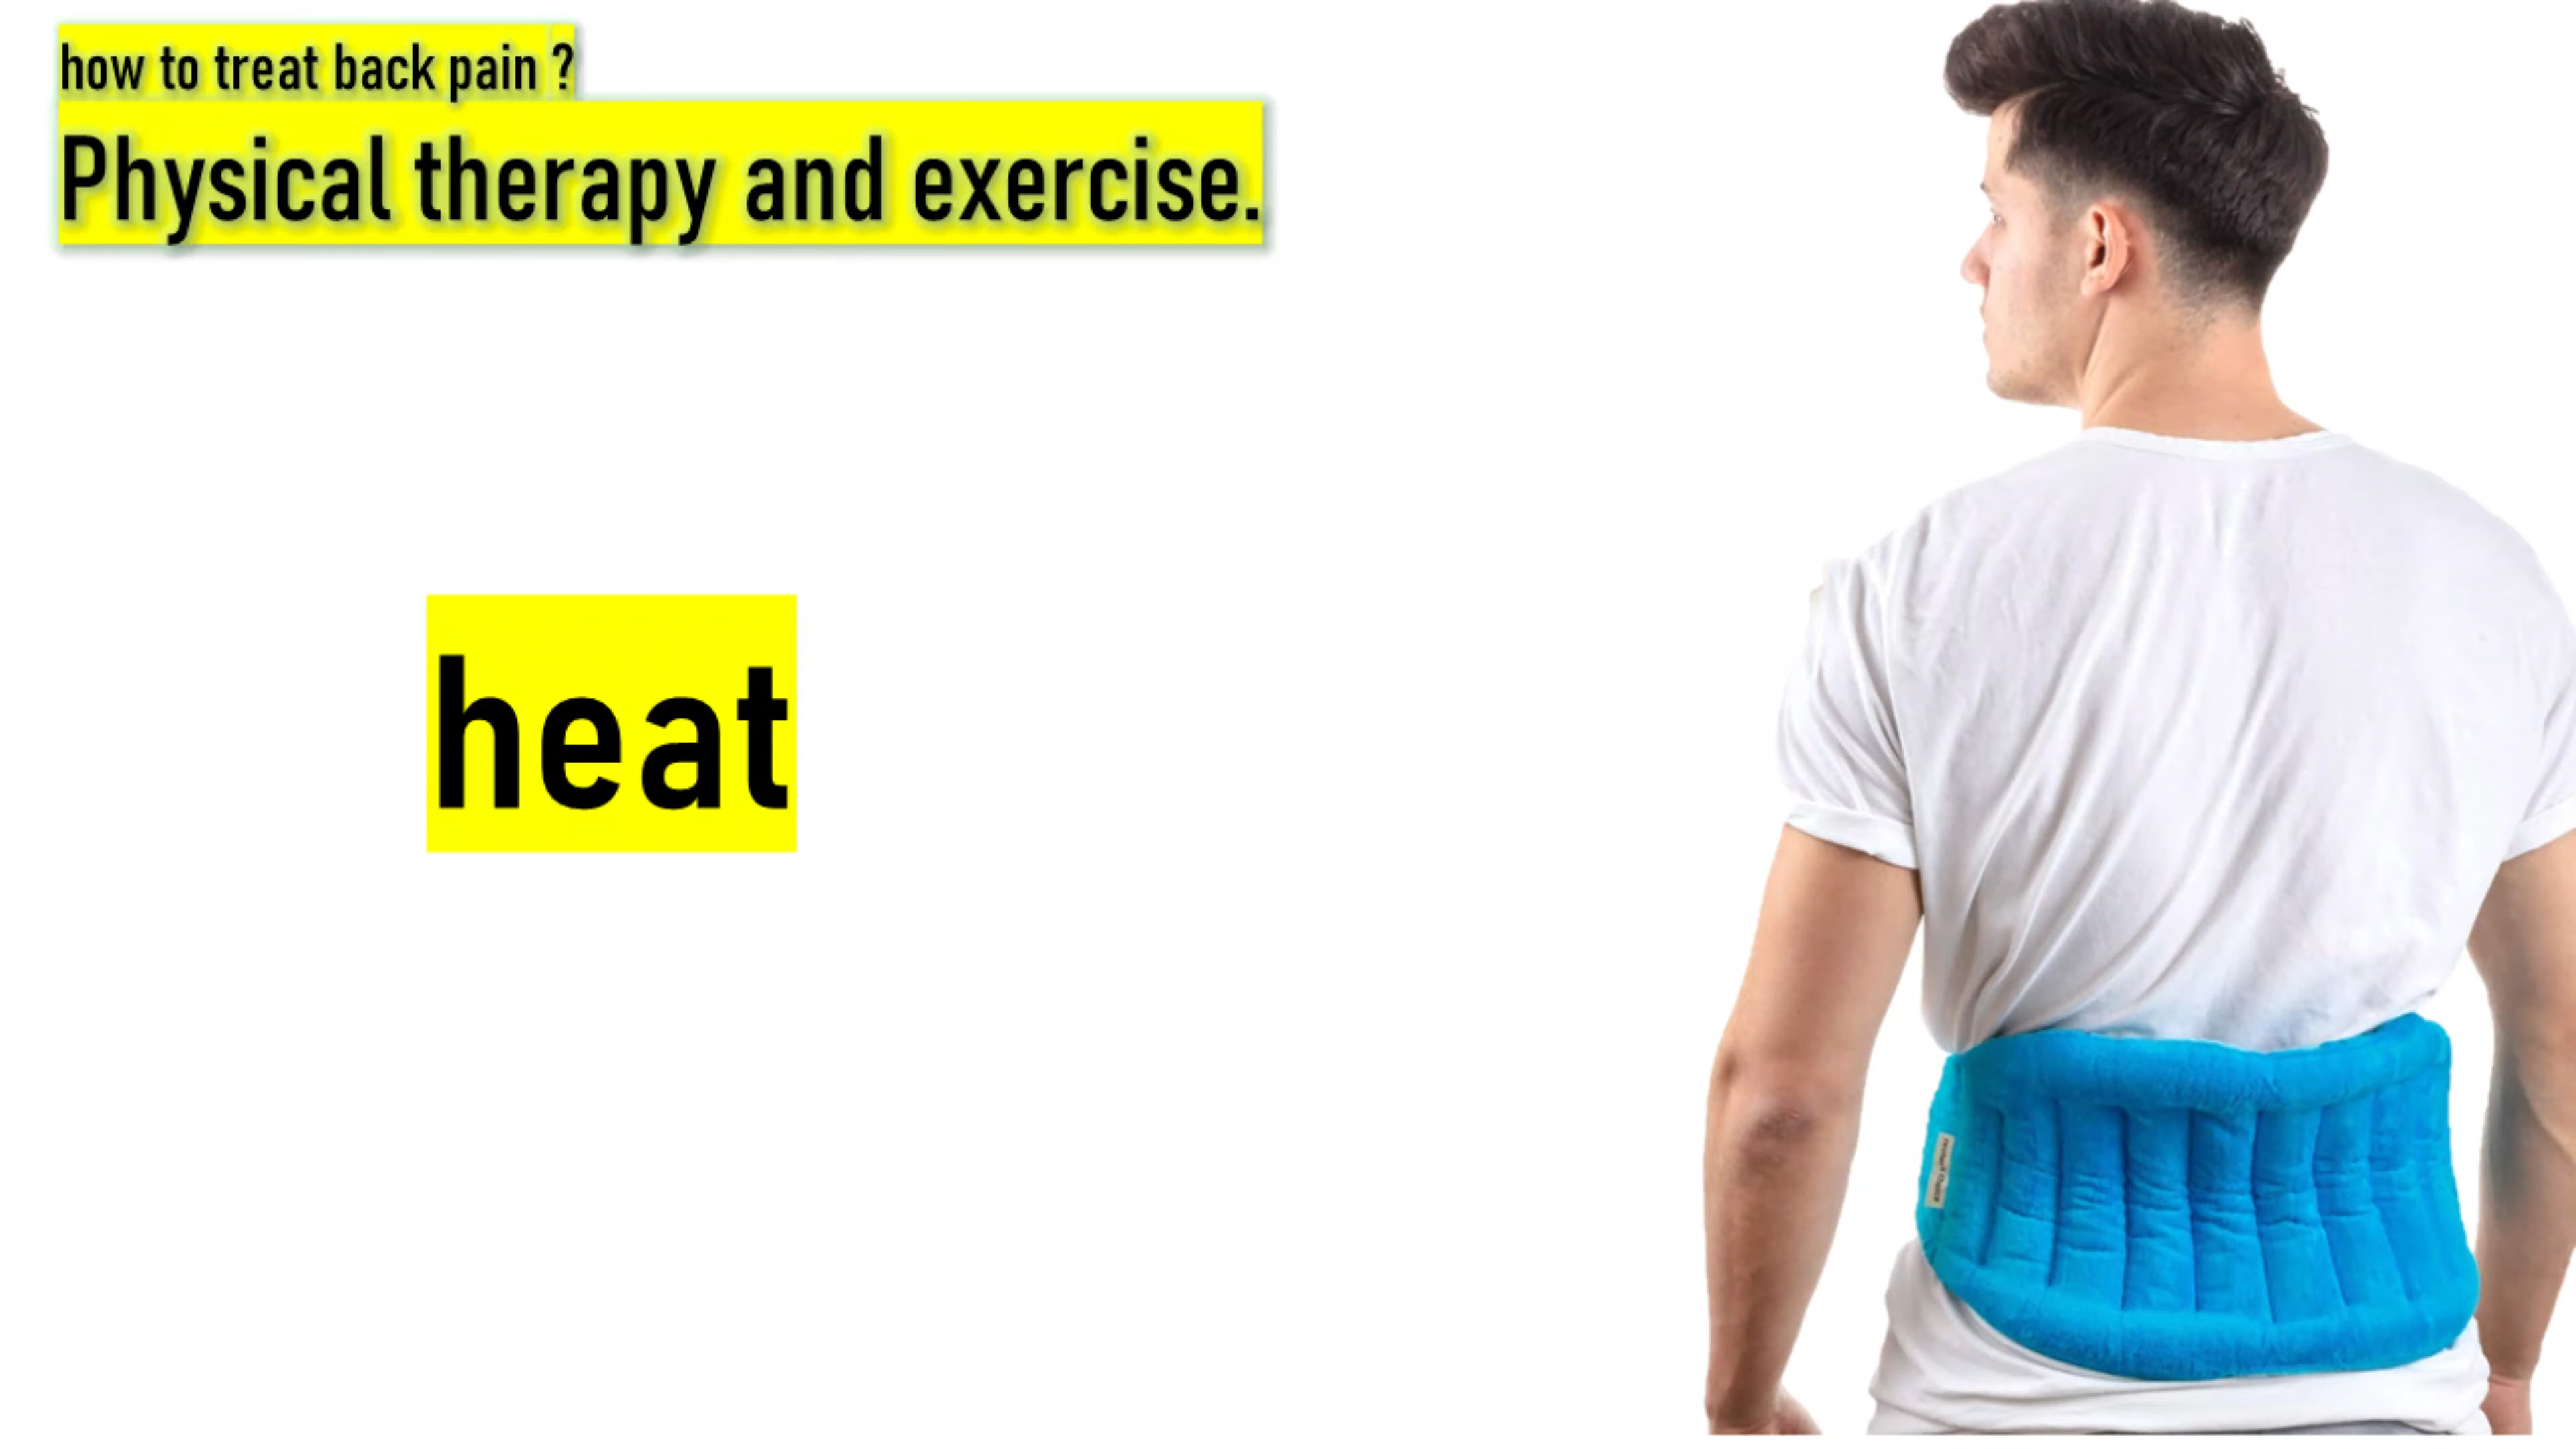 how to treat back pain ?
Physical therapy and exercise.
heat